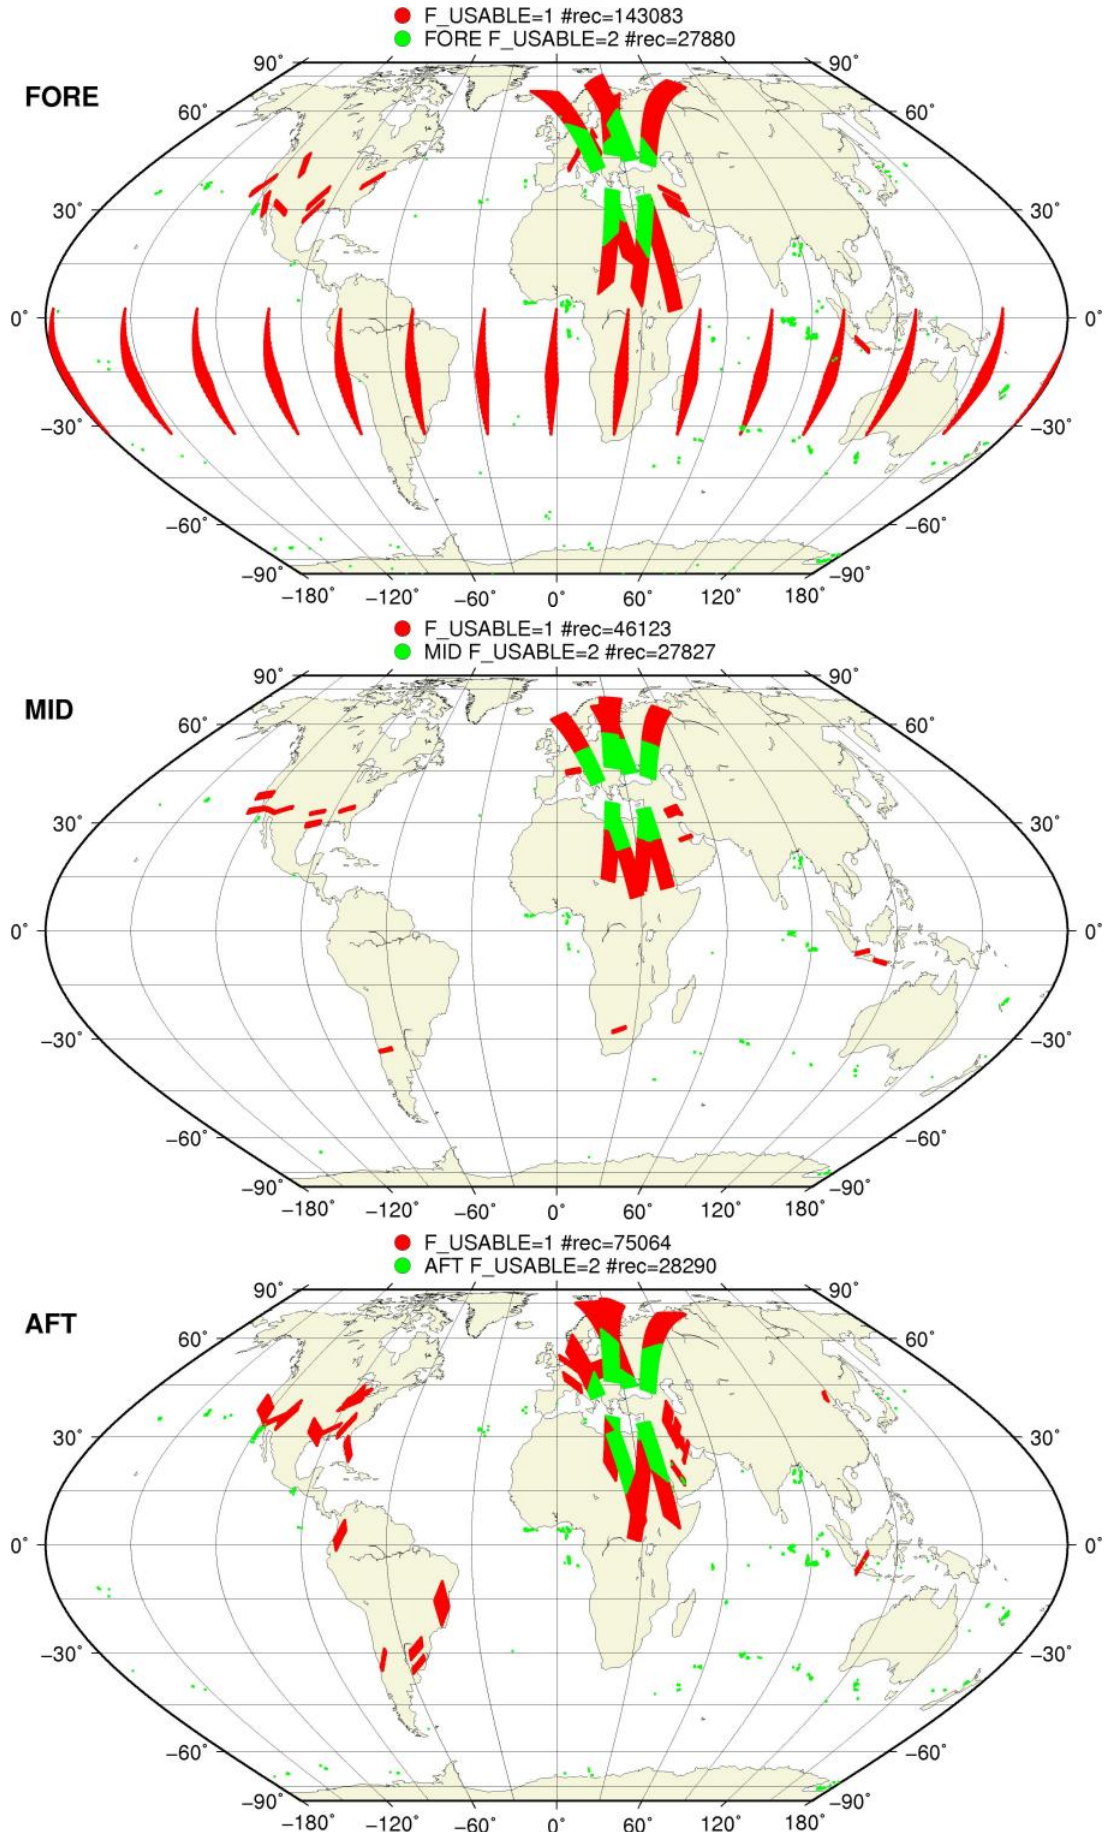 F_USABLE=1 #rec=143083
FORE F_USABLE=2 #rec=27880
FORE
90° 90°
60° 60°
30° 30°
0° 0°
−30° −30°
−60° −60°
−90° −90°
−180° −120° −60° 0° 60° 120° 180°
F_USABLE=1 #rec=46123
MID F_USABLE=2 #rec=27827
MID
90° 90°
60° 60°
30° 30°
0° 0°
−30° −30°
−60° −60°
−90° −90°
−180° −120° −60° 0° 60° 120° 180°
F_USABLE=1 #rec=75064
AFT F_USABLE=2 #rec=28290
AFT
90° 90°
60° 60°
30° 30°
0° 0°
−30° −30°
−60° −60°
−90° −90°
−180° −120° −60° 0° 60° 120° 180°